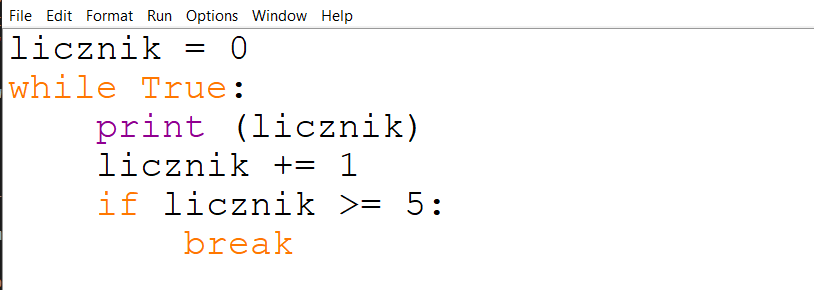 File Edit Format Run Options Window Help
licznik = 0
while True:
    print (licznik)
    licznik += 1
    if licznik >= 5:
        break